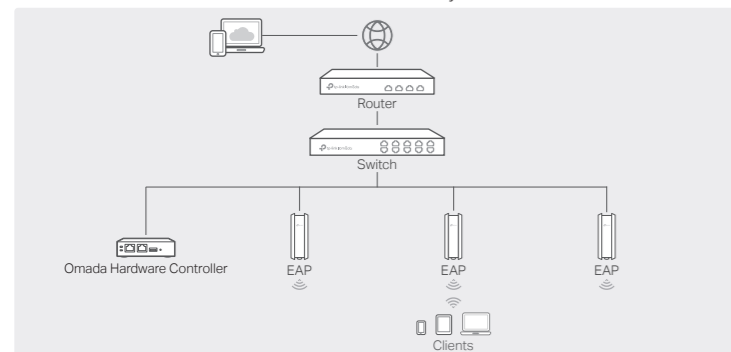 Router
Switch
Omada Hardware Controller
EAP
EAP
EAP
Clients